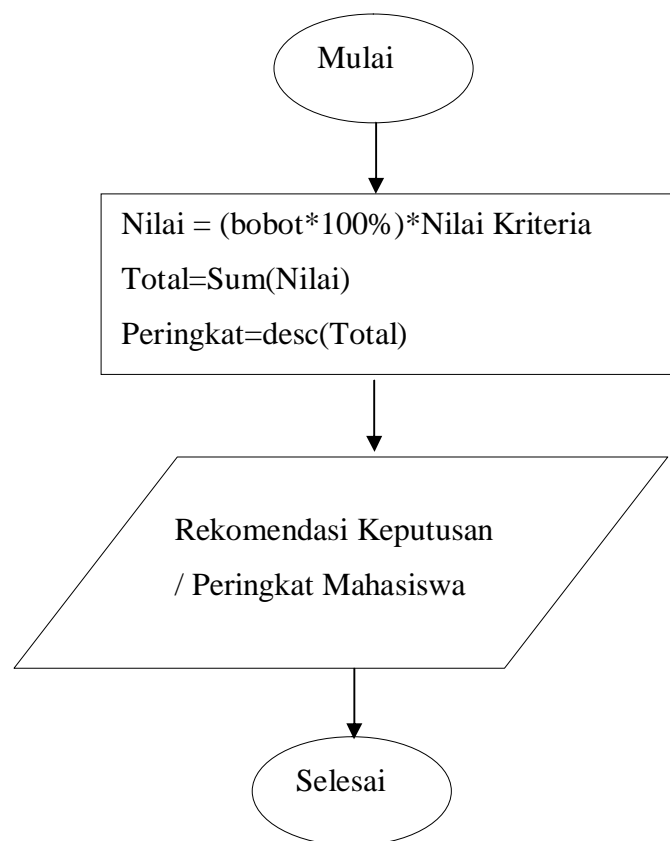 Mulai
Nilai = (bobot*100%)*Nilai Kriteria
Total=Sum(Nilai)
Peringkat=desc(Total)
Rekomendasi Keputusan
/ Peringkat Mahasiswa
Selesai